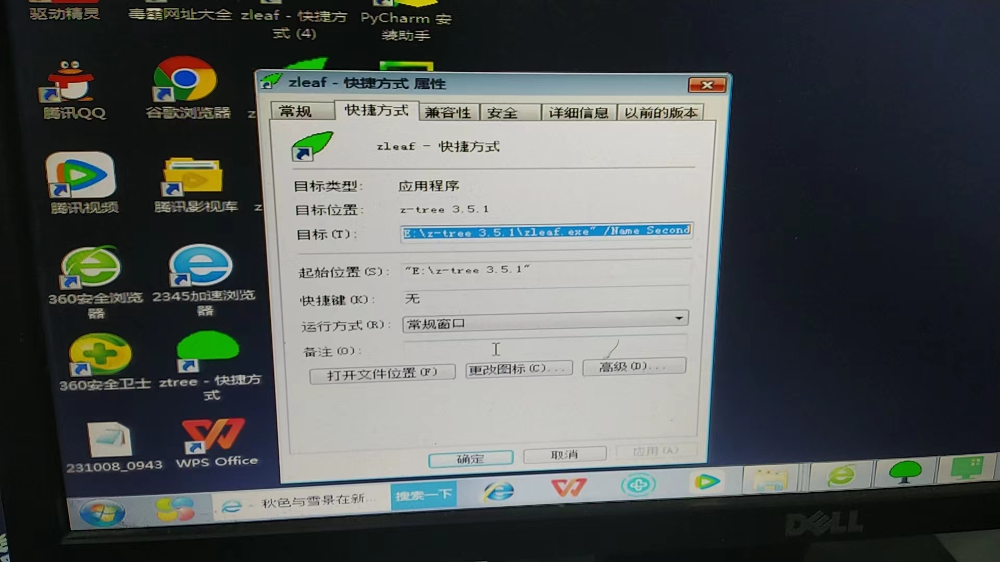 驱动精灵
毒霸网址大全
zleaf - 快捷方
式 (4)
PyCharm 安
装助手
腾讯QQ
谷歌浏览器
z
腾讯视频
腾讯影视库
z
360安全浏览
器
2345加速浏览
器
360安全卫士
ztree - 快捷方
式
231008_0943
WPS Office
zleaf - 快捷方式 属性
常规
快捷方式
兼容性
安全
详细信息
以前的版本
zleaf - 快捷方式
目标类型:
应用程序
目标位置:
z-tree 3.5.1
目标(T):
E:\z-tree 3.5.1\zleaf.exe" /Name Second
起始位置(S):
"E:\z-tree 3.5.1"
快捷键(K):
无
运行方式(R):
常规窗口
备注(O):
打开文件位置(F)
更改图标(C)...
高级(D)...
确定
取消
应用(A)
秋色与雪景在新...
搜索一下
DELL